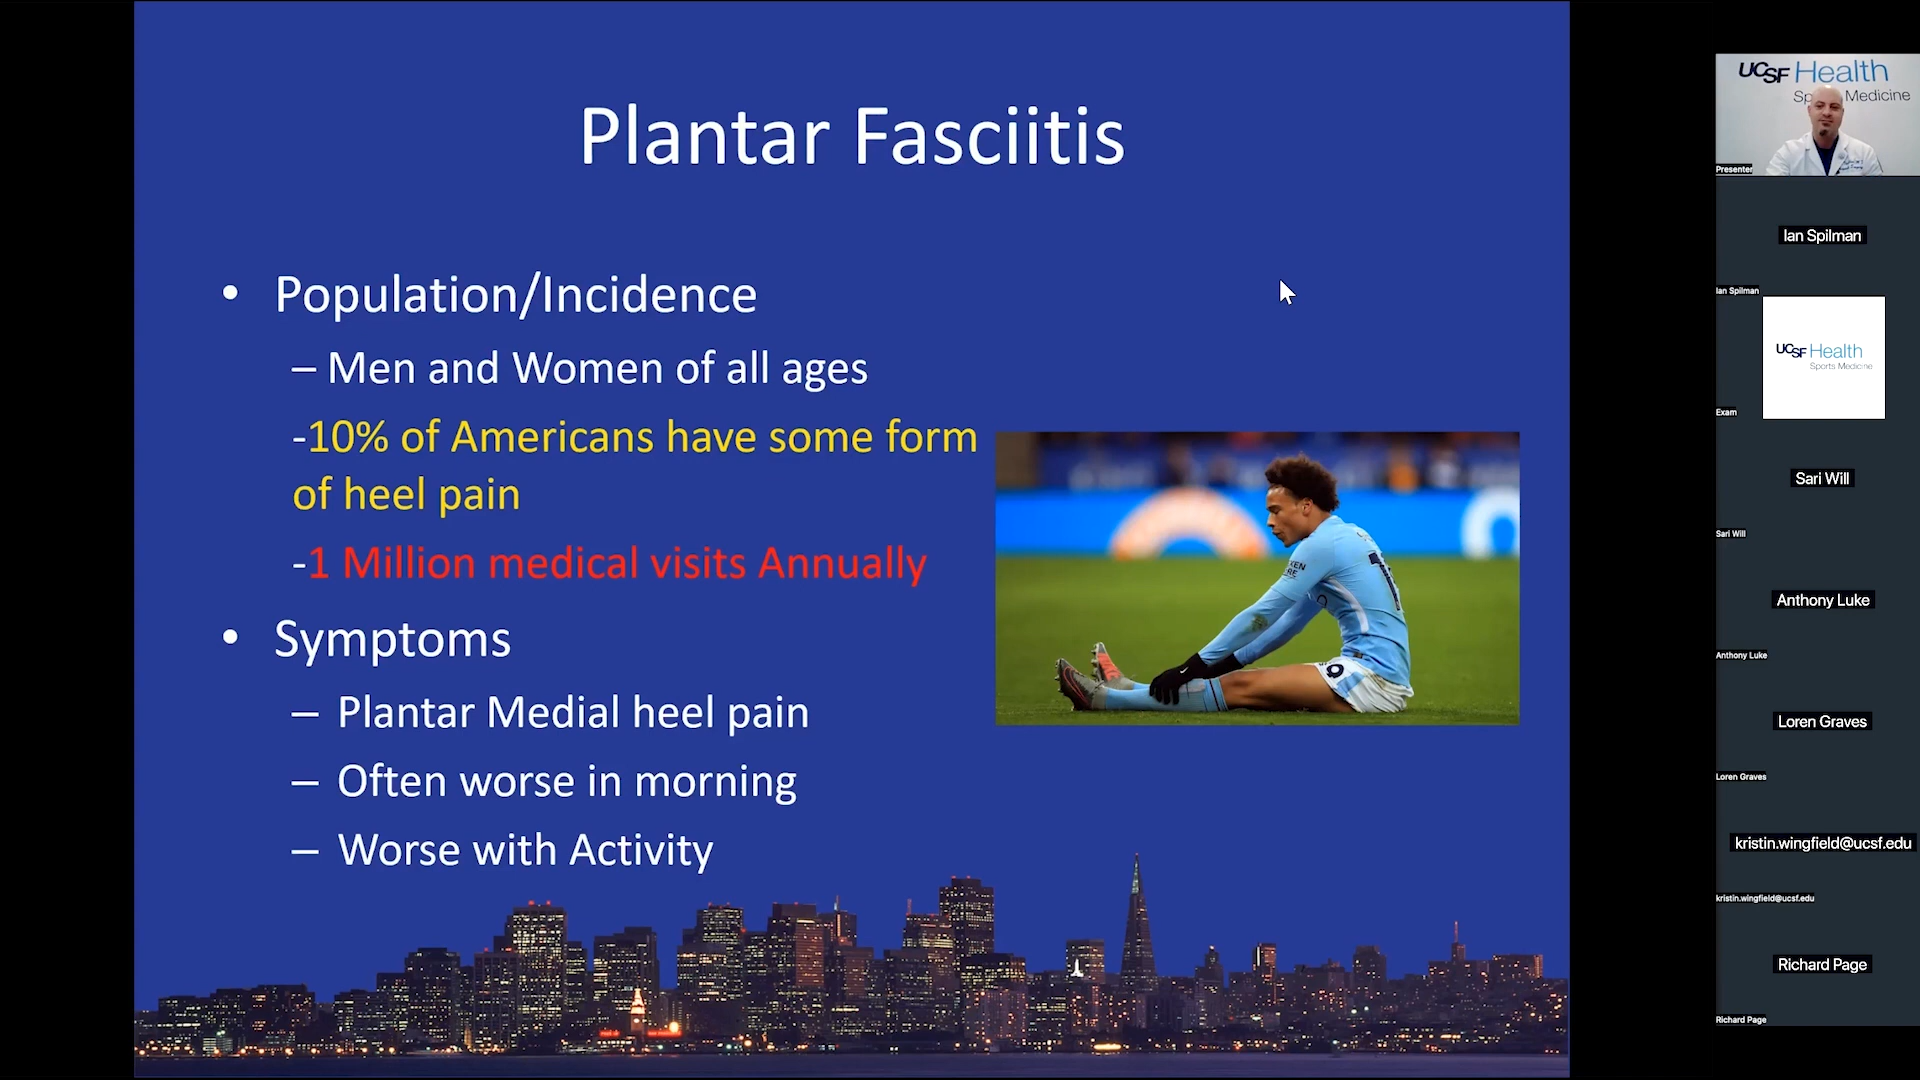 Plantar Fasciitis
• Population/Incidence
– Men and Women of all ages
-10% of Americans have some form
of heel pain
-1 Million medical visits Annually
• Symptoms
– Plantar Medial heel pain
– Often worse in morning
– Worse with Activity
UCSF Health
Medicine
Presenter
Ian Spilman
Ian Spilman
UCSF Health
Sports Medicine
Exam
Sari Will
Sari Will
Anthony Luke
Anthony Luke
Loren Graves
Loren Graves
kristin.wingfield@ucsf.edu
kristin.wingfield@ucsf.edu
Richard Page
Richard Page